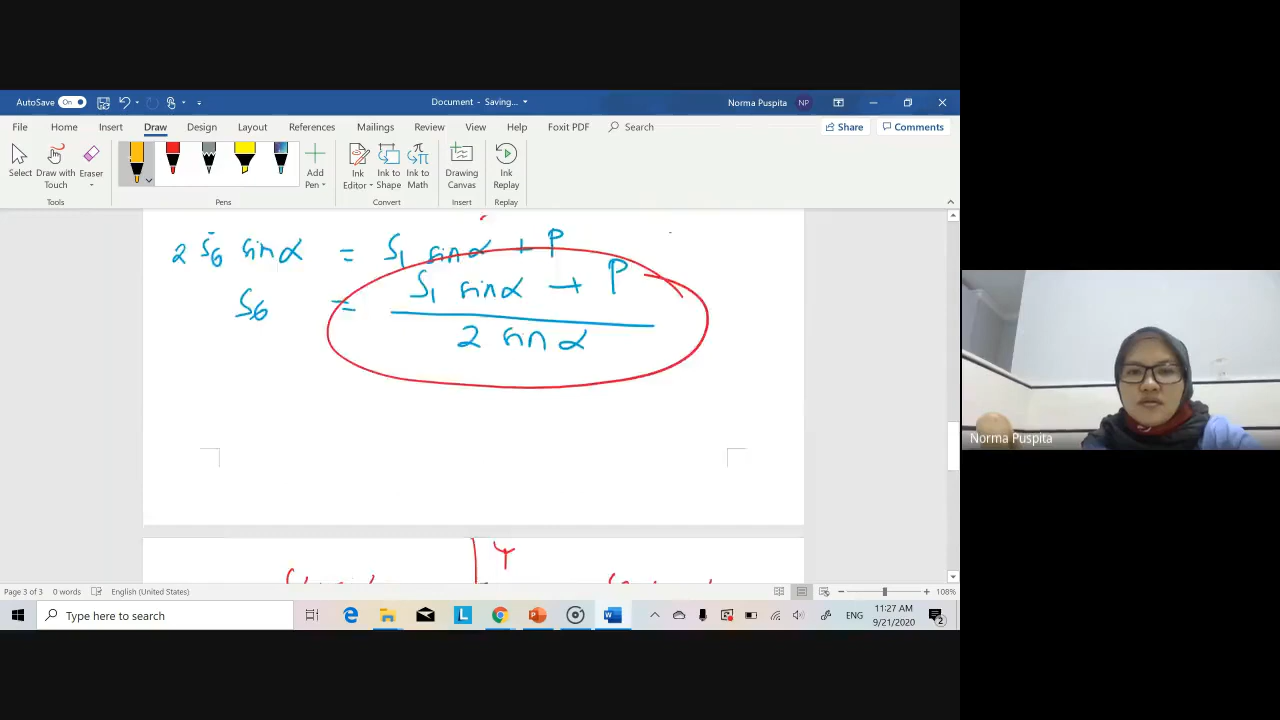 AutoSave On
Document - Saving...
Norma Puspita NP
File Home Insert Draw Design Layout References Mailings Review View Help Foxit PDF Search
Share Comments
Select
Draw with Touch
Eraser
Add Pen
Ink Editor
Ink to Shape
Ink to Math
Drawing Canvas
Ink Replay
Tools Pens Convert Insert Replay
2 S6 sin α = S1 sin α + P
S6 = S1 sin α + P
2 sin α
Y
Norma Puspita
Page 3 of 3 0 words English (United States) 108%
Type here to search
ENG
11:27 AM
9/21/2020
2